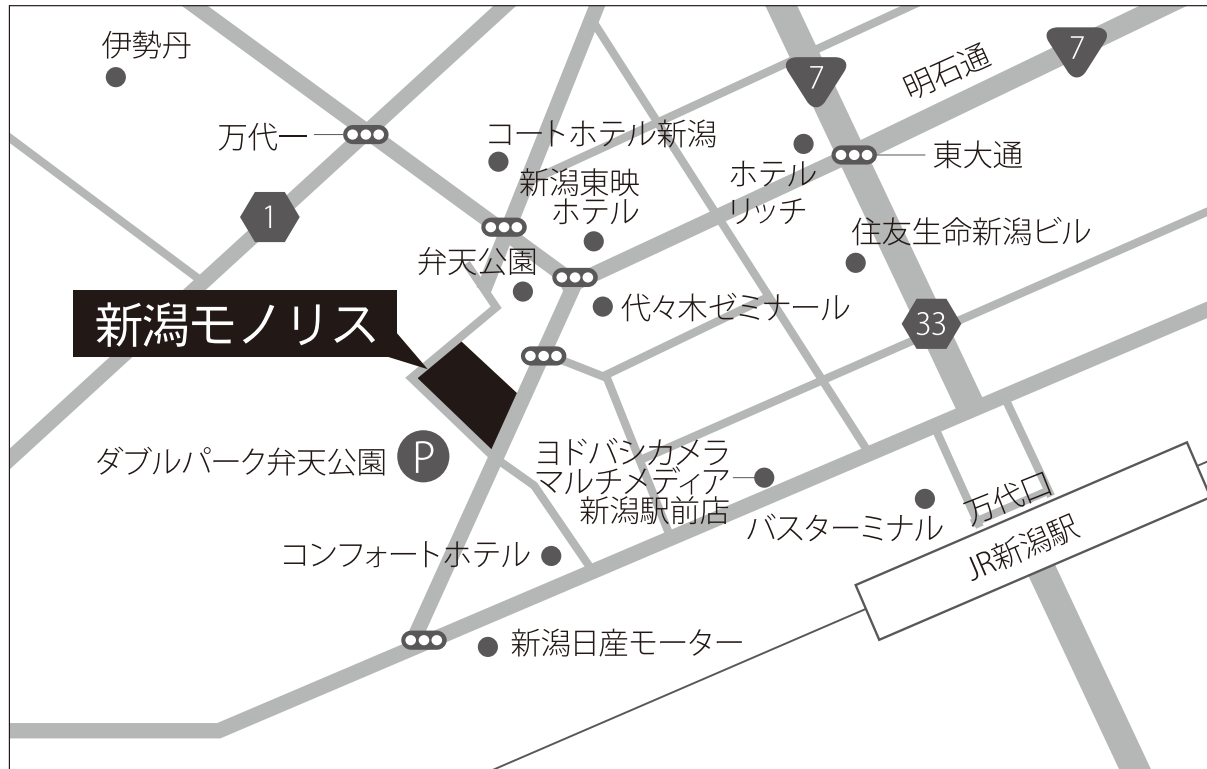 伊勢丹
7
7
明石通
万代一
コートホテル新潟
東大通
新潟東映
ホテル
ホテル
リッチ
1
住友生命新潟ビル
弁天公園
代々木ゼミナール
新潟モノリス
33
ダブルパーク弁天公園
P
ヨドバシカメラ
マルチメディア
新潟駅前店
バスターミナル
万代口
コンフォートホテル
JR新潟駅
新潟日産モーター